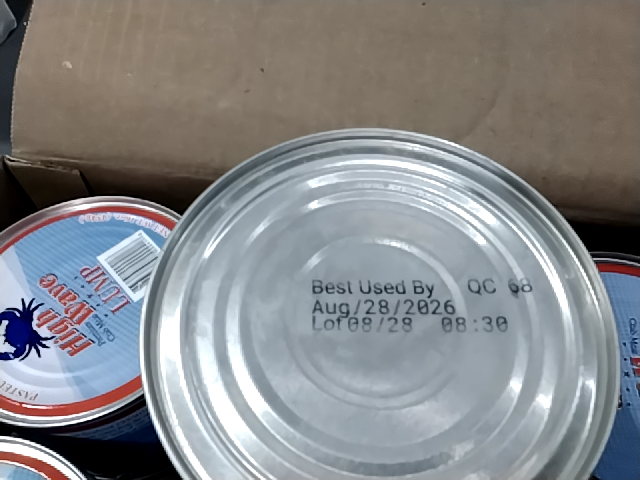 Best Used By QC 08
Aug/28/2026
Lot08/28 08:30
High
Wave
LUMP